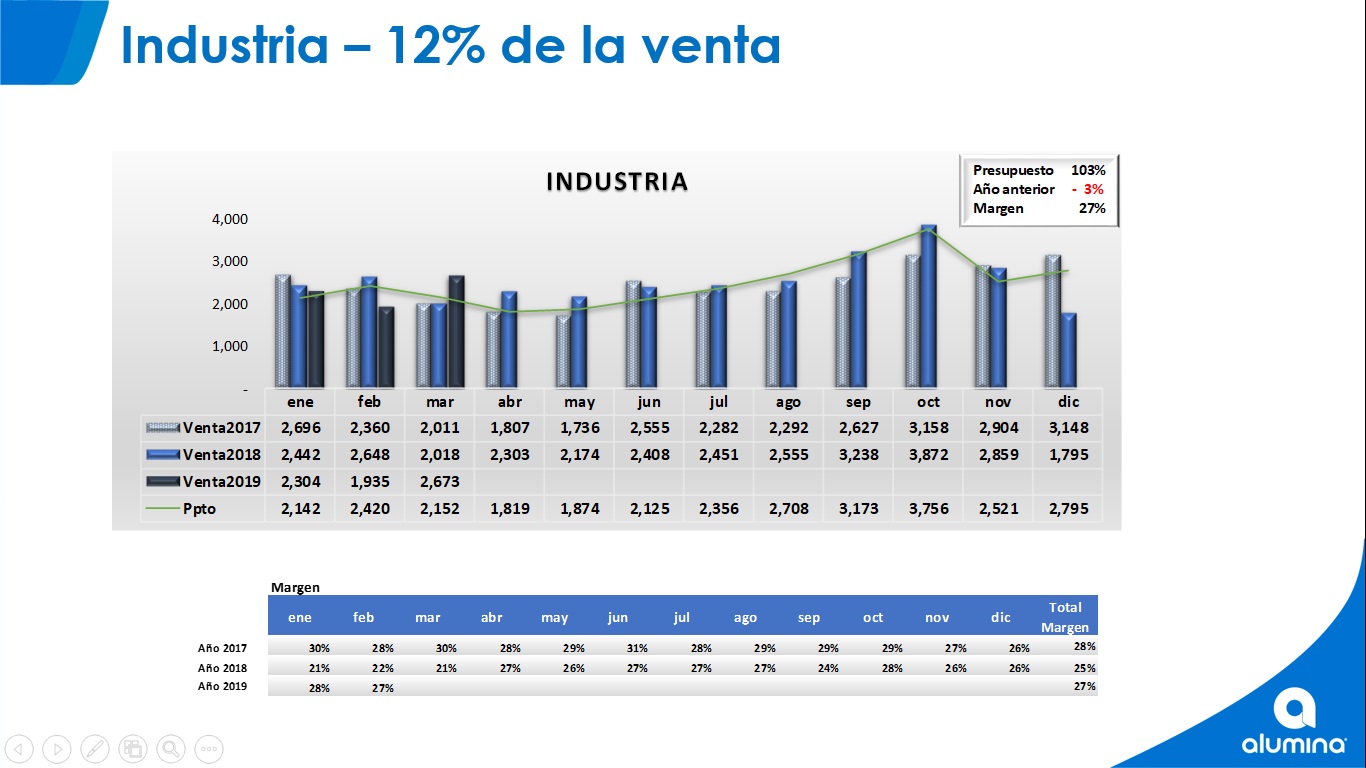 Industria – 12% de la venta
INDUSTRIA
Presupuesto 103%
Año anterior - 3%
Margen 27%
4,000
3,000
2,000
1,000
-
ene feb mar abr may jun jul ago sep oct nov dic
Venta2017 2,696 2,360 2,011 1,807 1,736 2,555 2,282 2,292 2,627 3,158 2,904 3,148
Venta2018 2,442 2,648 2,018 2,303 2,174 2,408 2,451 2,555 3,238 3,872 2,859 1,795
Venta2019 2,304 1,935 2,673
Ppto 2,142 2,420 2,152 1,819 1,874 2,125 2,356 2,708 3,173 3,756 2,521 2,795
Margen
ene feb mar abr may jun jul ago sep oct nov dic Total Margen
Año 2017 30% 28% 30% 28% 29% 31% 28% 29% 29% 29% 27% 26% 28%
Año 2018 21% 22% 21% 27% 26% 27% 27% 27% 24% 28% 26% 26% 25%
Año 2019 28% 27% 27%
alumina